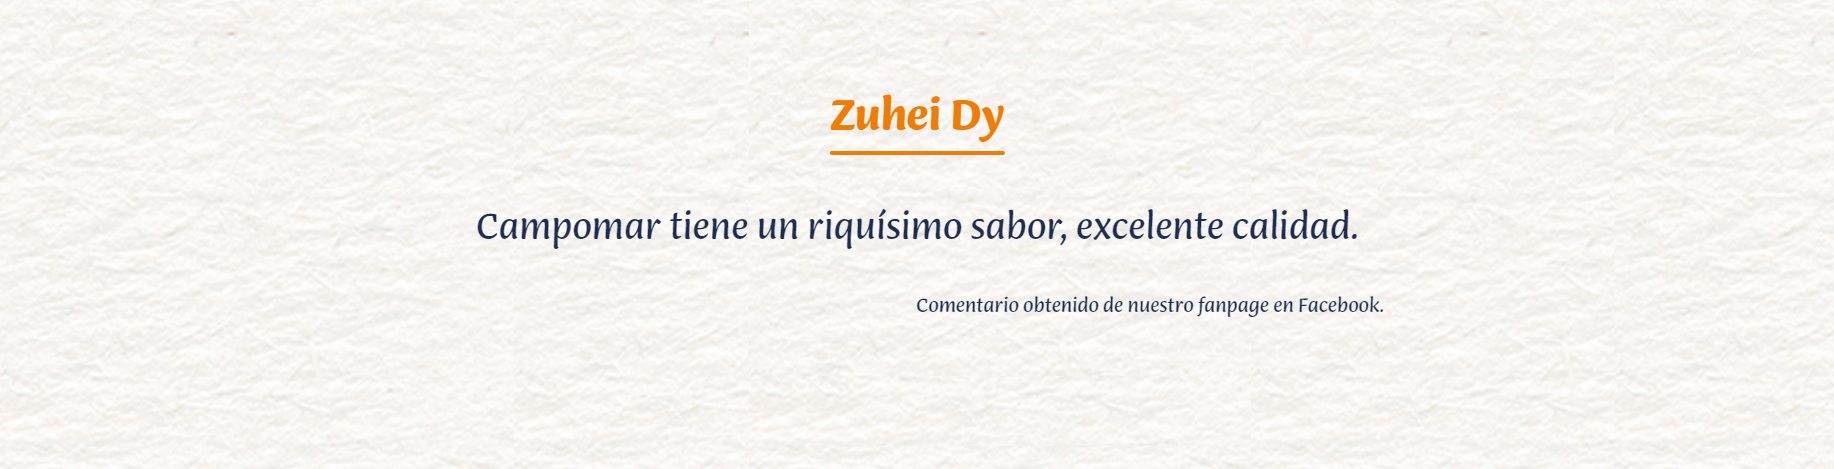 Zuhei Dy
Campomar tiene un riquísimo sabor, excelente calidad.
Comentario obtenido de nuestro fanpage en Facebook.